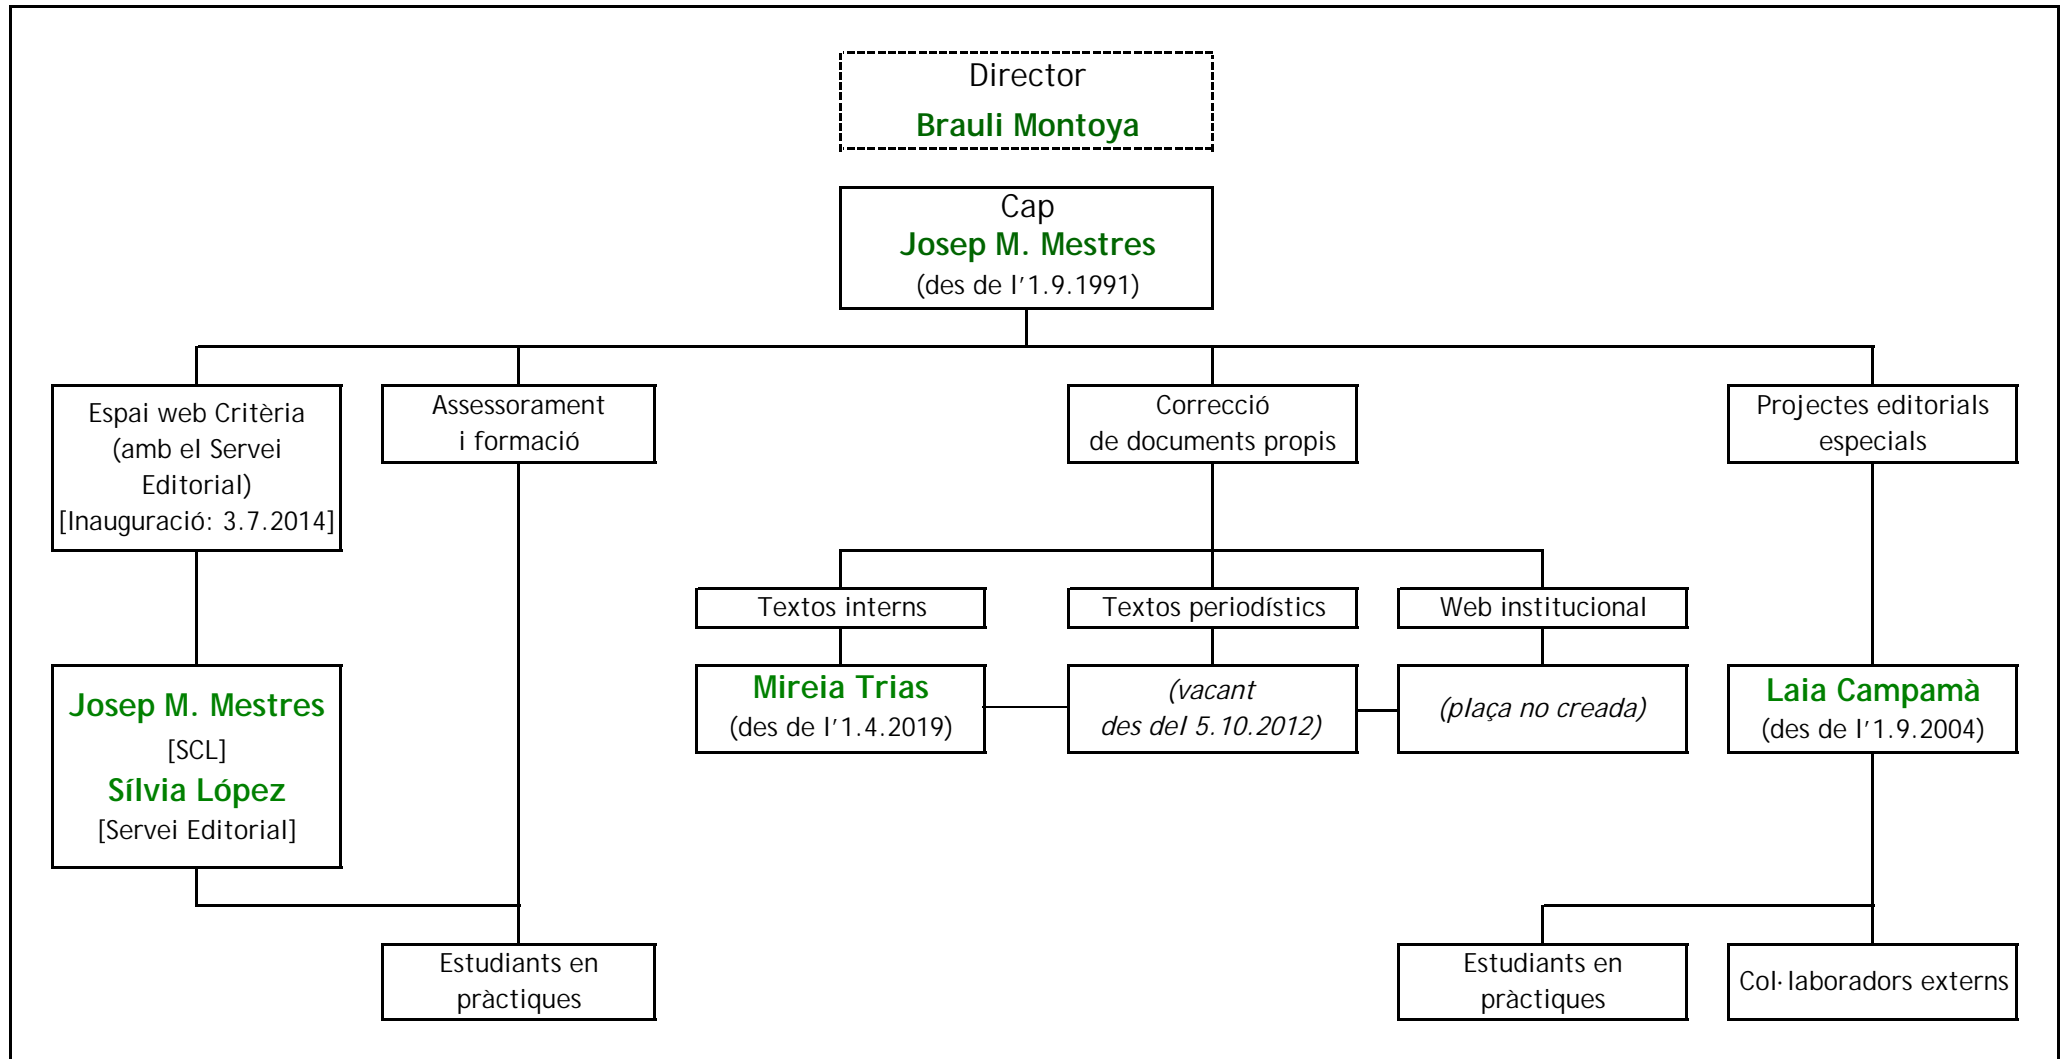 Director
Brauli Montoya
Cap
Josep M. Mestres
(des de l’1.9.1991)
Espai web Critèria
(amb el Servei
Editorial)
[Inauguració: 3.7.2014]
Assessorament
i formació
Correcció
de documents propis
Projectes editorials
especials
Textos interns
Textos periodístics
Web institucional
Josep M. Mestres
[SCL]
Sílvia López
[Servei Editorial]
Mireia Trias
(des de l’1.4.2019)
(vacant
des del 5.10.2012)
(plaça no creada)
Laia Campamà
(des de l’1.9.2004)
Estudiants en
pràctiques
Estudiants en
pràctiques
Col·laboradors externs